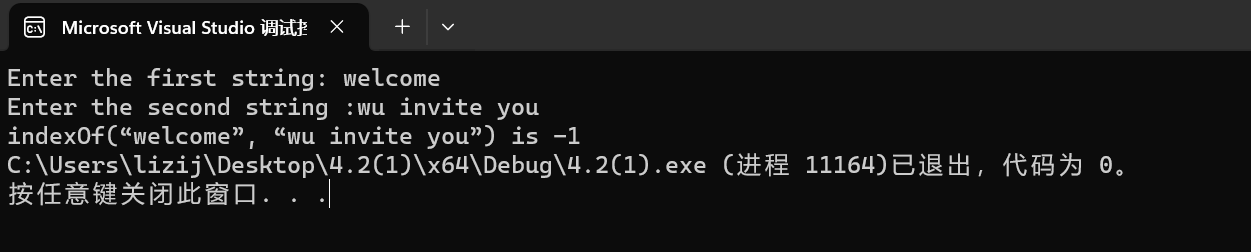 Microsoft Visual Studio 调试
Enter the first string: welcome
Enter the second string :wu invite you
indexOf(“welcome”, “wu invite you”) is -1
C:\Users\lizij\Desktop\4.2(1)\x64\Debug\4.2(1).exe (进程 11164)已退出，代码为 0。
按任意键关闭此窗口. . .